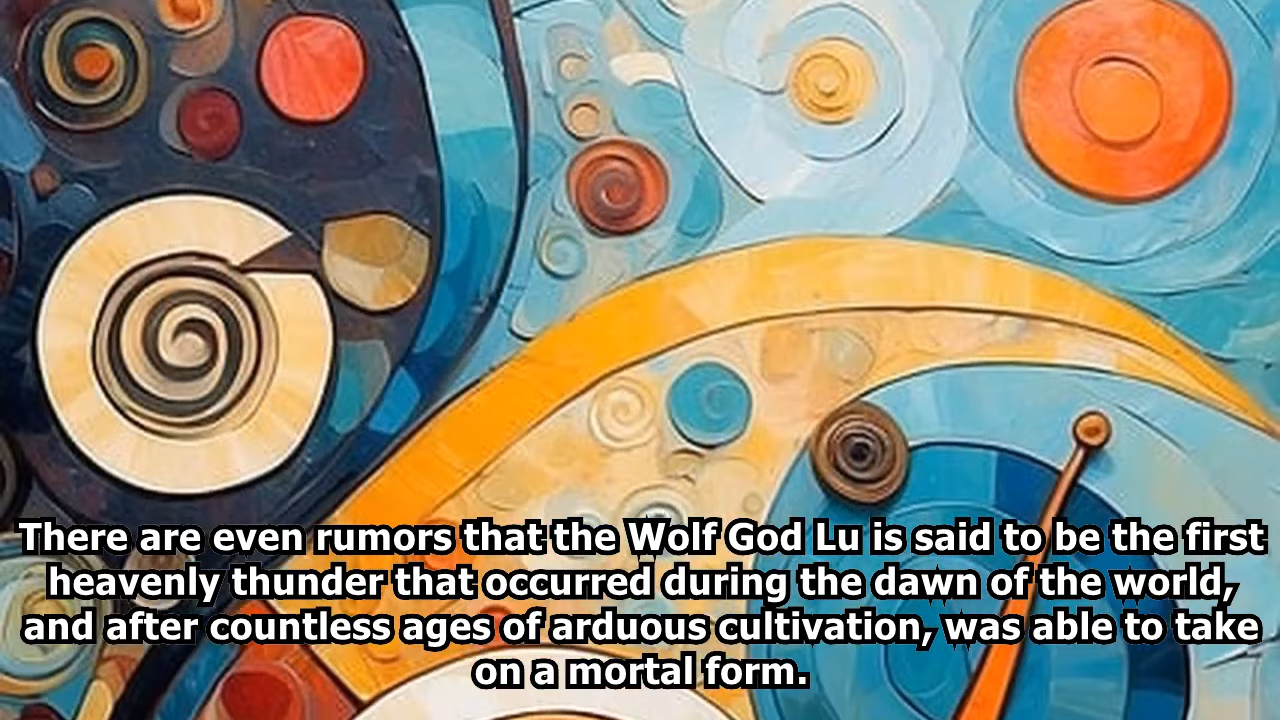 There are even rumors that the Wolf God Lu is said to be the first
heavenly thunder that occurred during the dawn of the world,
and after countless ages of arduous cultivation, was able to take
on a mortal form.